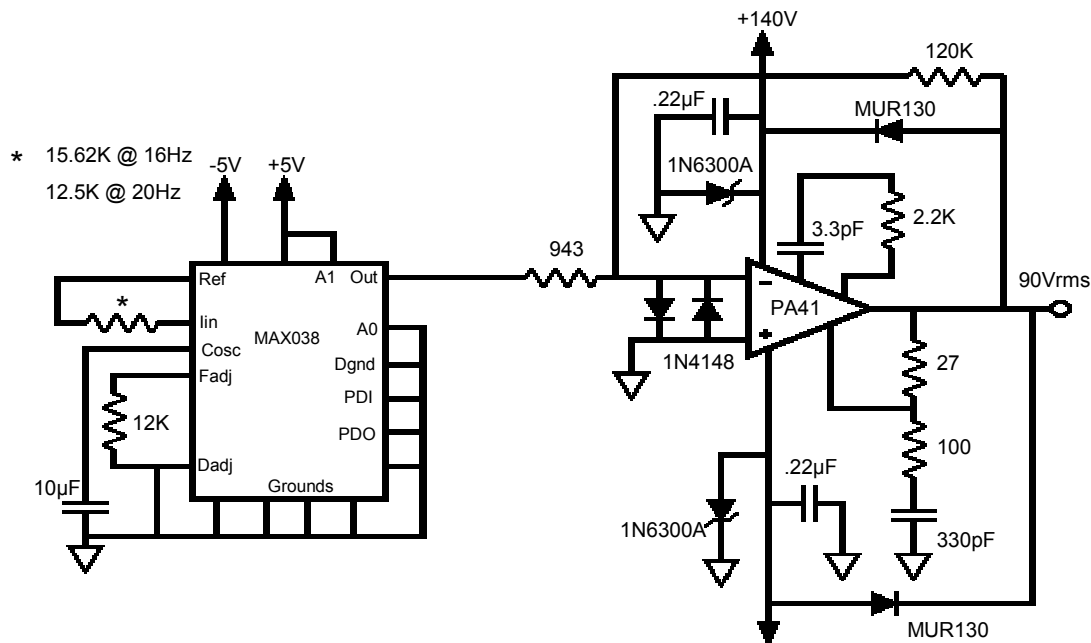 +140V
120K
.22µF
MUR130
* 15.62K @ 16Hz
12.5K @ 20Hz
-5V
+5V
1N6300A
2.2K
3.3pF
943
Ref
A1
Out
90Vrms
*
Iin
A0
PA41
MAX038
Cosc
1N4148
Dgnd
Fadj
27
PDI
12K
PDO
100
Dadj
.22µF
10µF
Grounds
1N6300A
330pF
MUR130